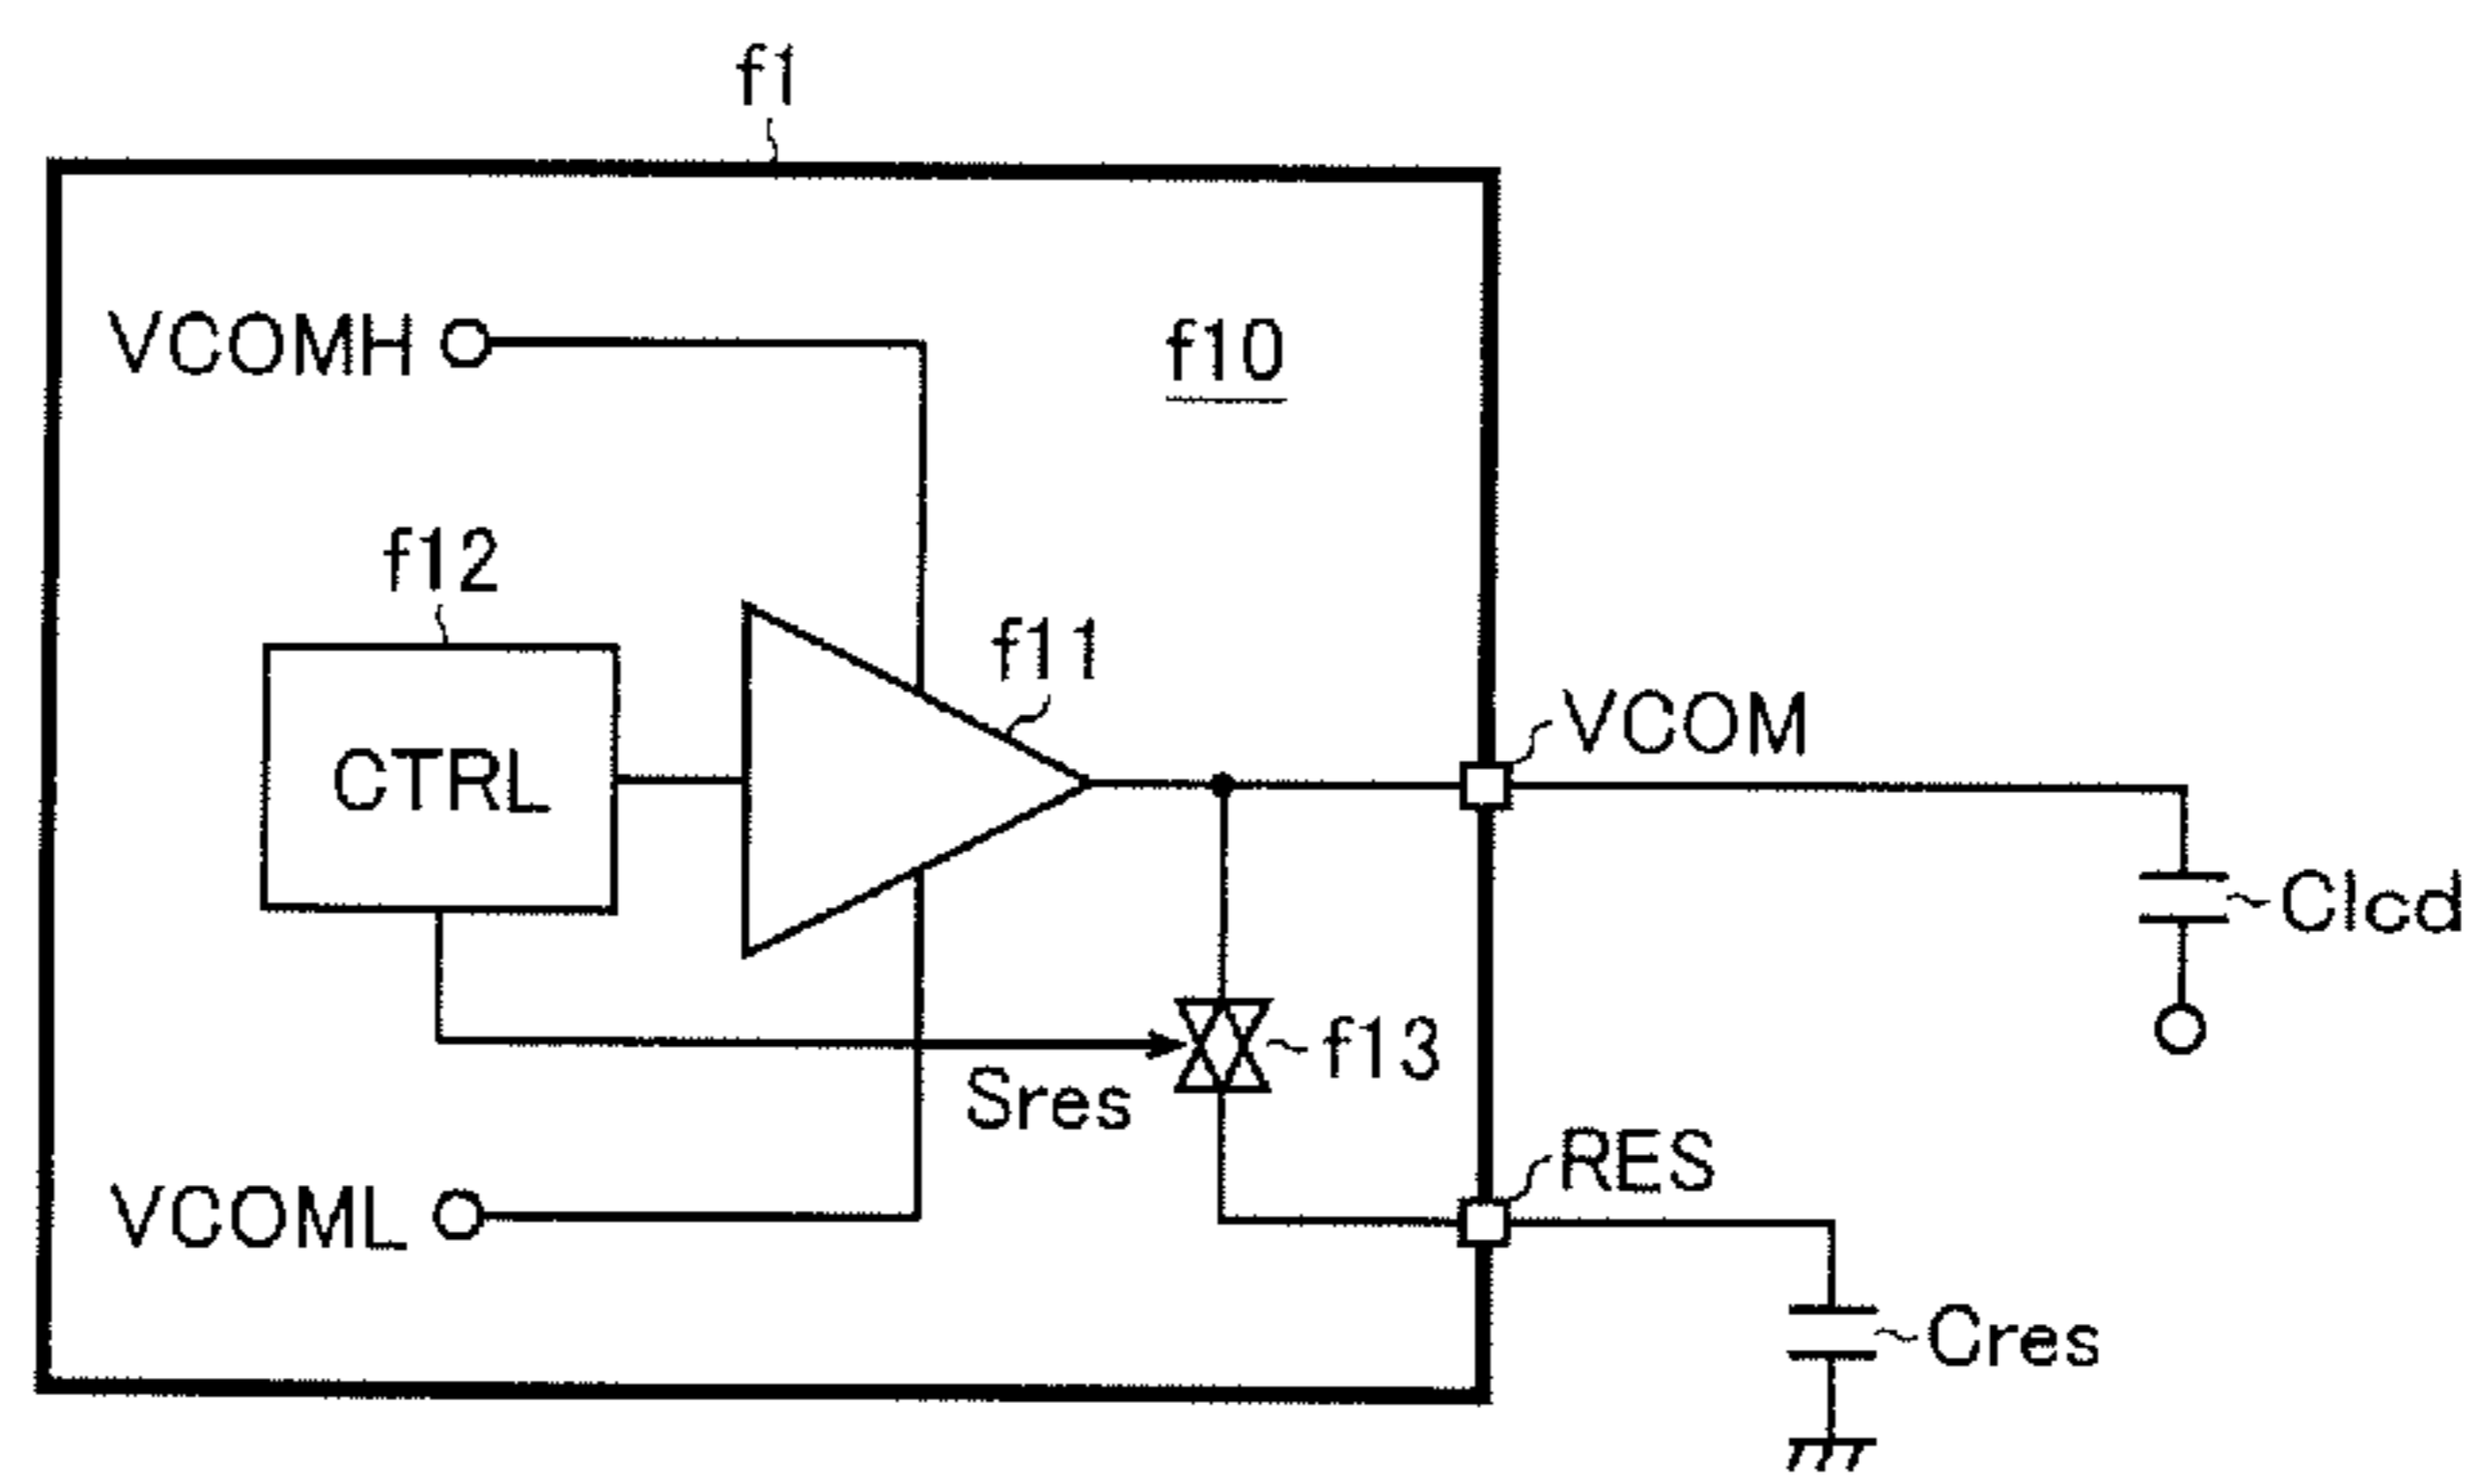 f1
VCOMH
f10
f12
f11
VCOM
CTRL
Clcd
f13
Sres
RES
VCOML
Cres